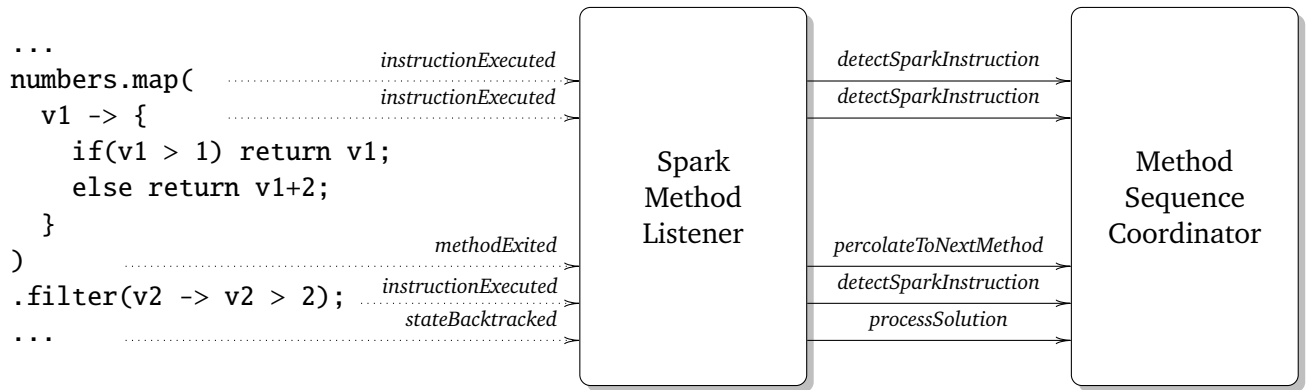 ...
numbers.map(
v1 -> {
if(v1 > 1) return v1;
else return v1+2;
}
)
.filter(v2 -> v2 > 2);
...
instructionExecuted
instructionExecuted
methodExited
instructionExecuted
stateBacktracked
Spark
Method
Listener
detectSparkInstruction
detectSparkInstruction
percolateToNextMethod
detectSparkInstruction
processSolution
Method
Sequence
Coordinator